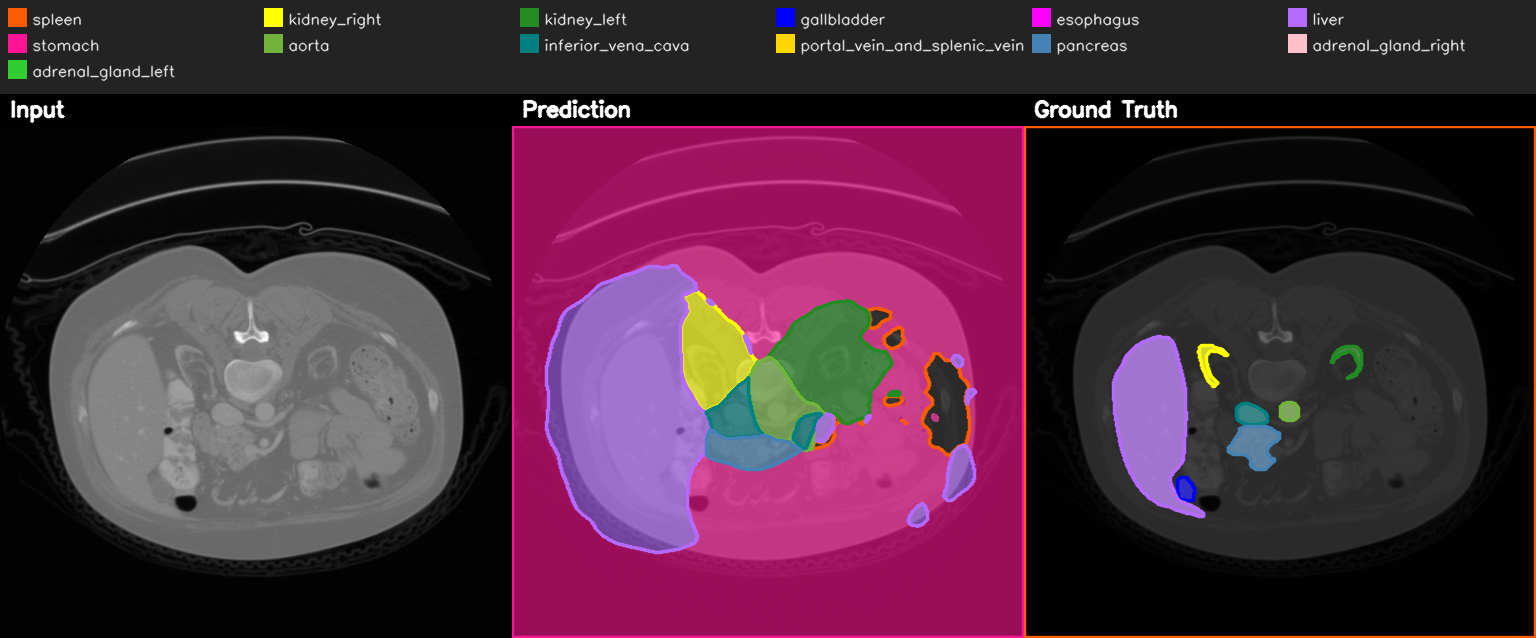 spleen kidney_right kidney_left gallbladder esophagus liver
stomach aorta inferior_vena_cava portal_vein_and_splenic_vein pancreas adrenal_gland_right
adrenal_gland_left
Input Prediction Ground Truth